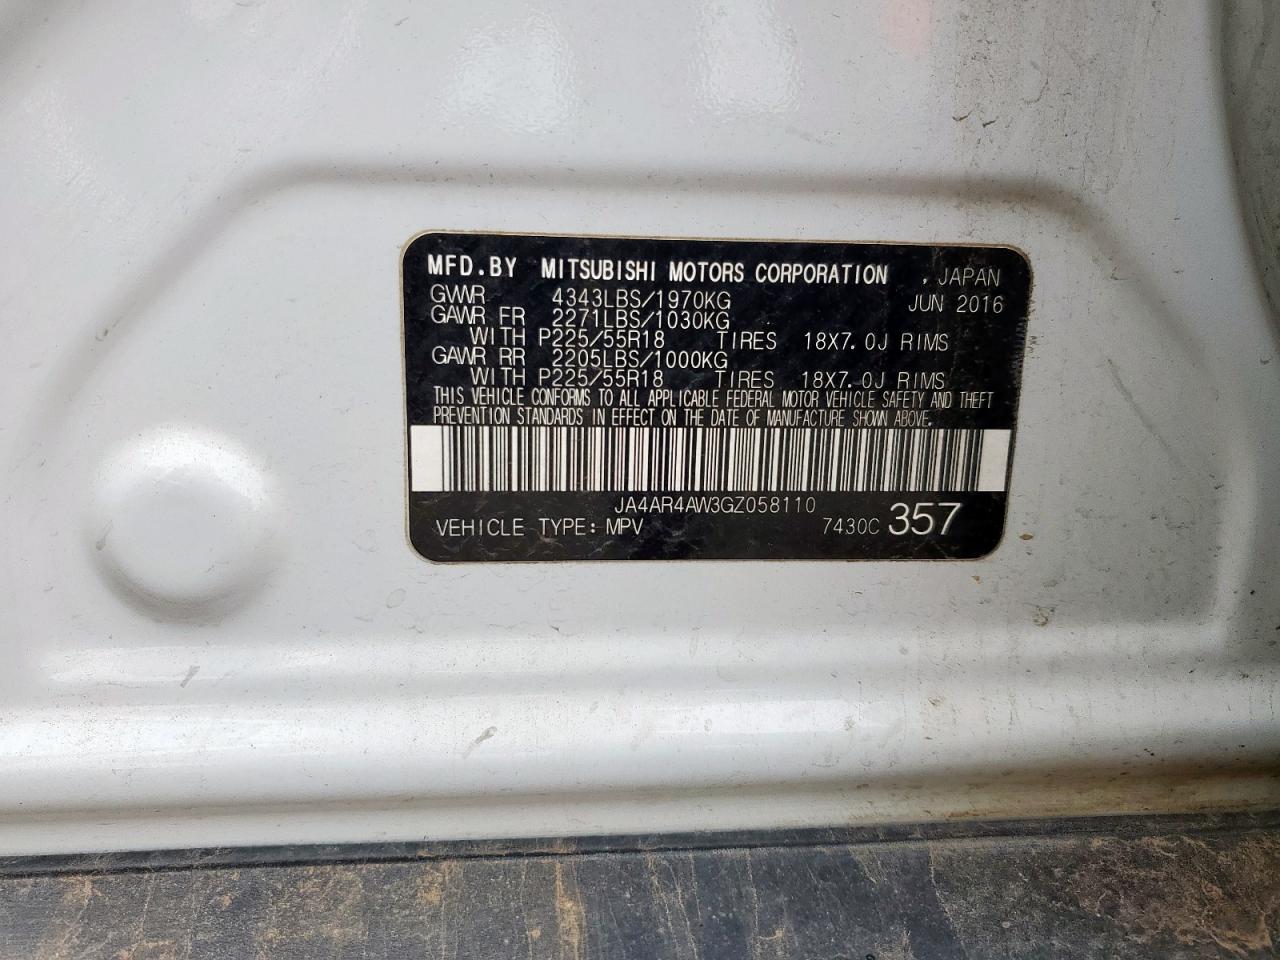 MFD.BY MITSUBISHI MOTORS CORPORATION , JAPAN
GVWR 4343LBS/1970KG JUN 2016
GAWR FR 2271LBS/1030KG
WITH P225/55R18 TIRES 18X7.0J RIMS
GAWR RR 2205LBS/1000KG
WITH P225/55R18 TIRES 18X7.0J RIMS
THIS VEHICLE CONFORMS TO ALL APPLICABLE FEDERAL MOTOR VEHICLE SAFETY AND THEFT
PREVENTION STANDARDS IN EFFECT ON THE DATE OF MANUFACTURE SHOWN ABOVE.
JA4AR4AW3GZ058110
VEHICLE TYPE: MPV 7430C 357